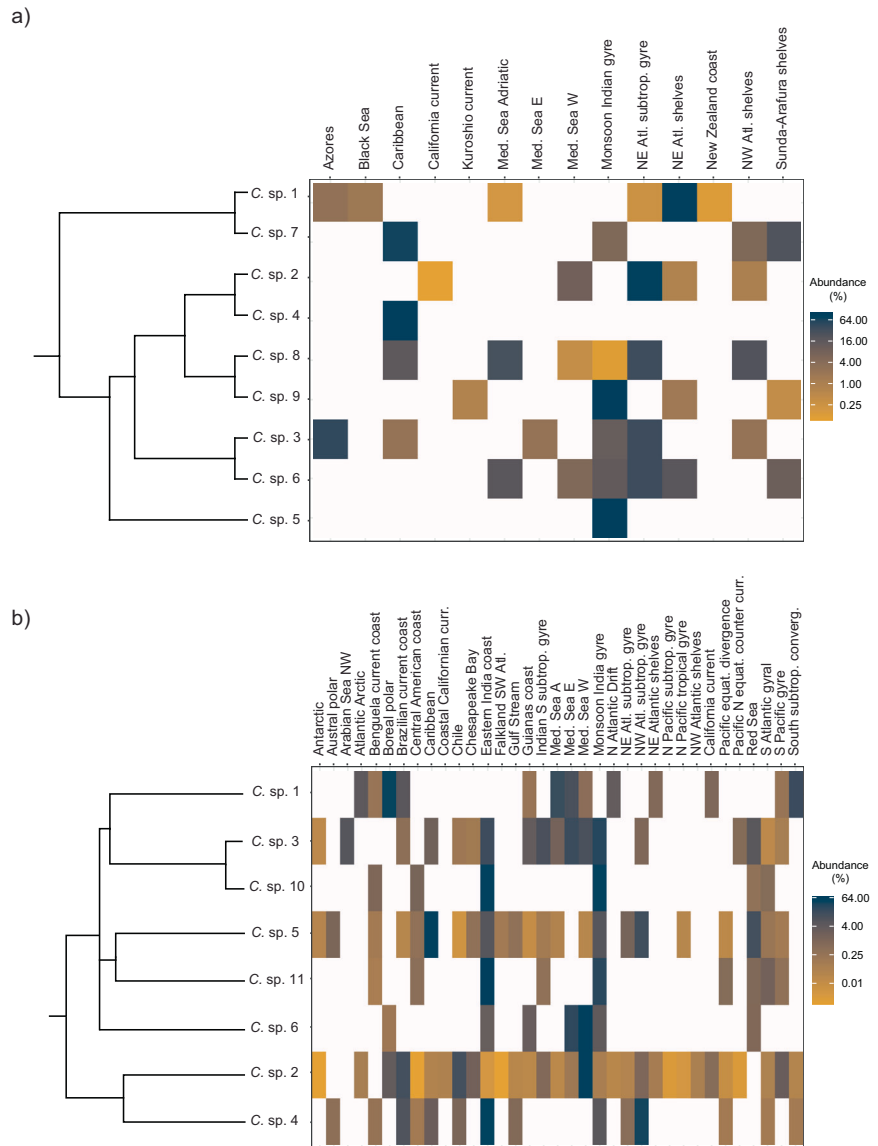 a)
Azores
Black Sea
Caribbean
California current
Kuroshio current
Med. Sea Adriatic
Med. Sea E
Med. Sea W
Monsoon Indian gyre
NE Atl. subtrop. gyre
NE Atl. shelves
New Zealand coast
NW Atl. shelves
Sunda-Arafura shelves
C. sp. 1
C. sp. 7
C. sp. 2
C. sp. 4
C. sp. 8
C. sp. 9
C. sp. 3
C. sp. 6
C. sp. 5
Abundance
(%)
64.00
16.00
4.00
1.00
0.25
b)
Antarctic
Austral polar
Arabian Sea NW
Atlantic Arctic
Benguela current coast
Boreal polar
Brazilian current coast
Central American coast
Caribbean
Coastal Californian curr.
Chile
Chesapeake Bay
Eastern India coast
Falkland SW Atl.
Gulf Stream
Guianas coast
Indian S subtrop. gyre
Med. Sea A
Med. Sea E
Med. Sea W
Monsoon India gyre
N Atlantic Drift
NE Atl. subtrop. gyre
NW Atl. subtrop. gyre
NE Atlantic shelves
N Pacific subtrop. gyre
N Pacific tropical gyre
NW Atlantic shelves
California current
Pacific equat. divergence
Pacific N equat. counter curr.
Red Sea
S Atlantic gyral
S Pacific gyre
South subtrop. converg.
C. sp. 1
C. sp. 3
C. sp. 10
C. sp. 5
C. sp. 11
C. sp. 6
C. sp. 2
C. sp. 4
Abundance
(%)
64.00
4.00
0.25
0.01